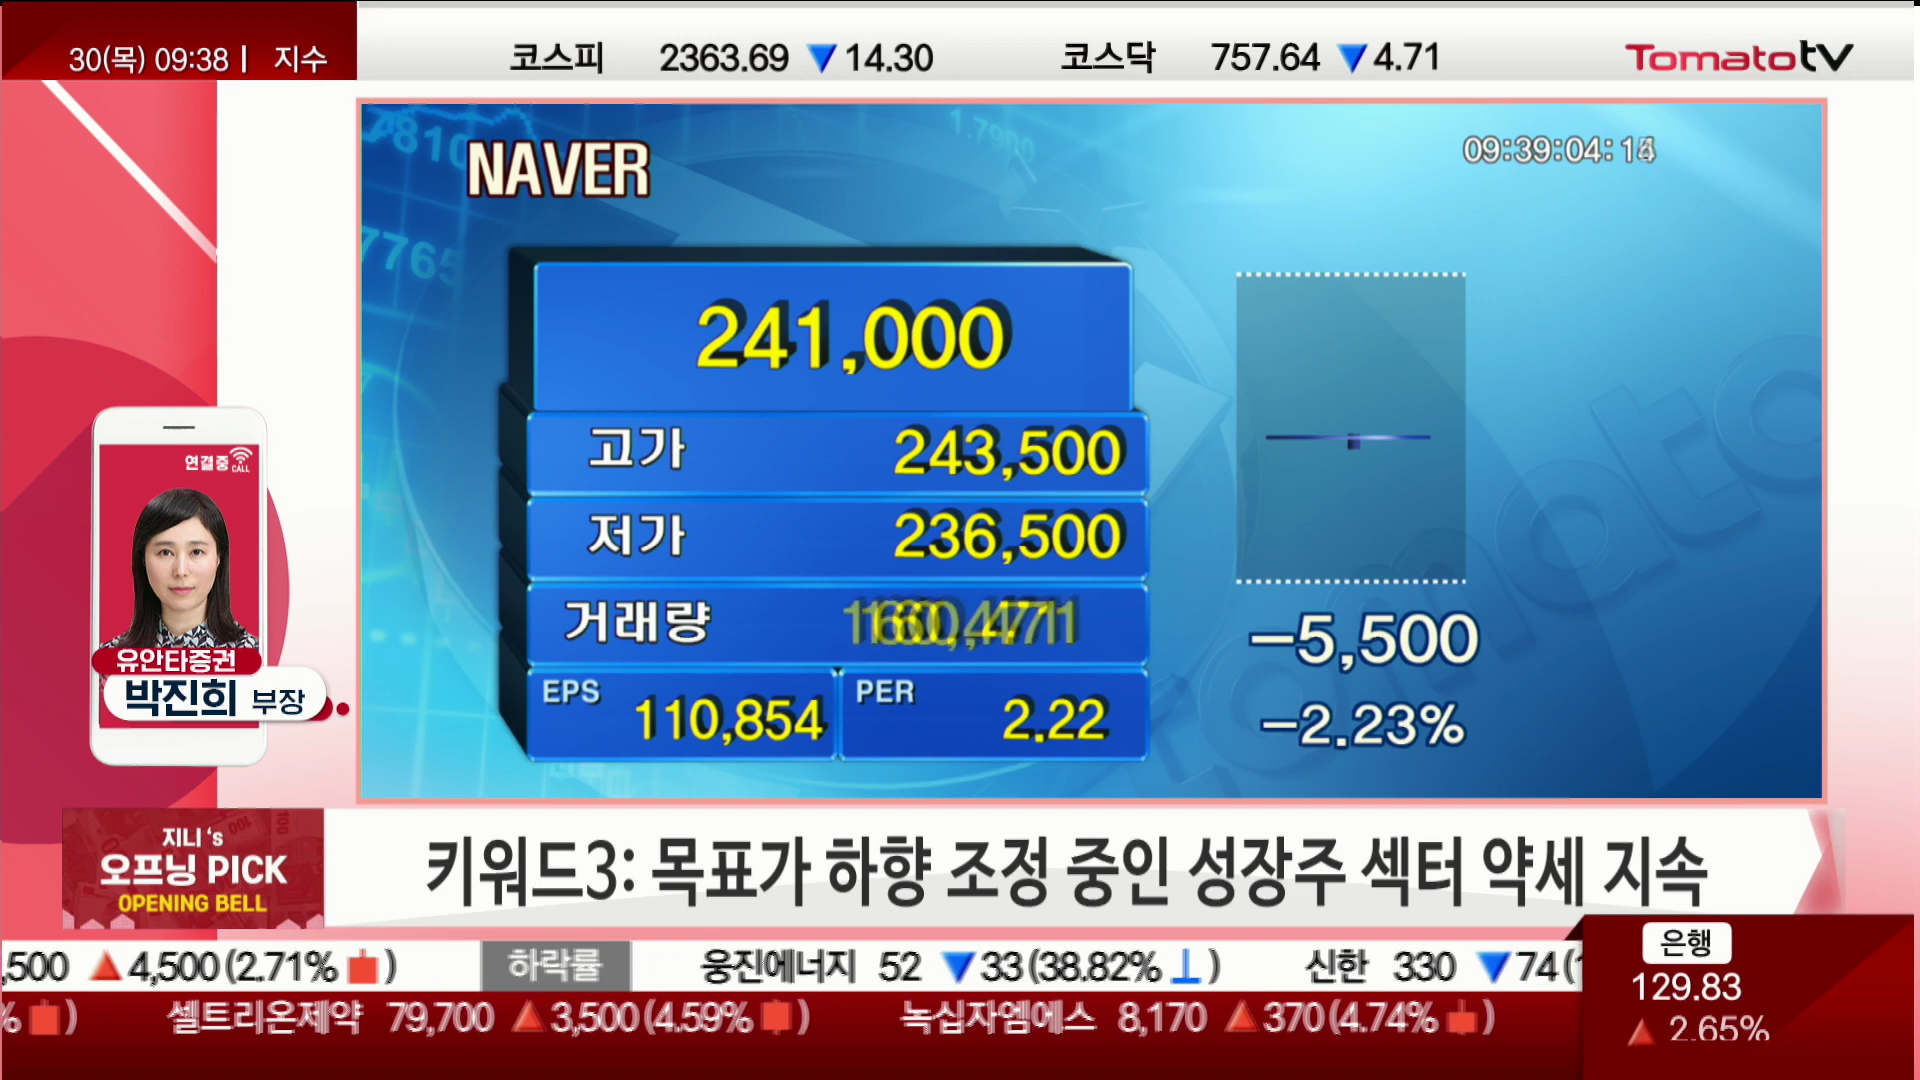 30(목) 09:38 | 지수
코스피 2363.69 ▼14.30
코스닥 757.64 ▼4.71
Tomatotv
NAVER
241,000
고가 243,500
저가 236,500
거래량
EPS 110,854
PER 2.22
-5,500
-2.23%
연결중 CALL
유안타증권
박진희 부장
지니's
오프닝 PICK
OPENING BELL
키워드3: 목표가 하향 조정 중인 성장주 섹터 약세 지속
,500 ▲4,500(2.71% ) 하락률 웅진에너지 52 ▼33(38.82% ⊥) 신한 330 ▼74(
%) 셀트리온제약 79,700 ▲3,500(4.59% ) 녹십자엠에스 8,170 ▲370(4.74% )
은행
129.83
▲ 2.65%